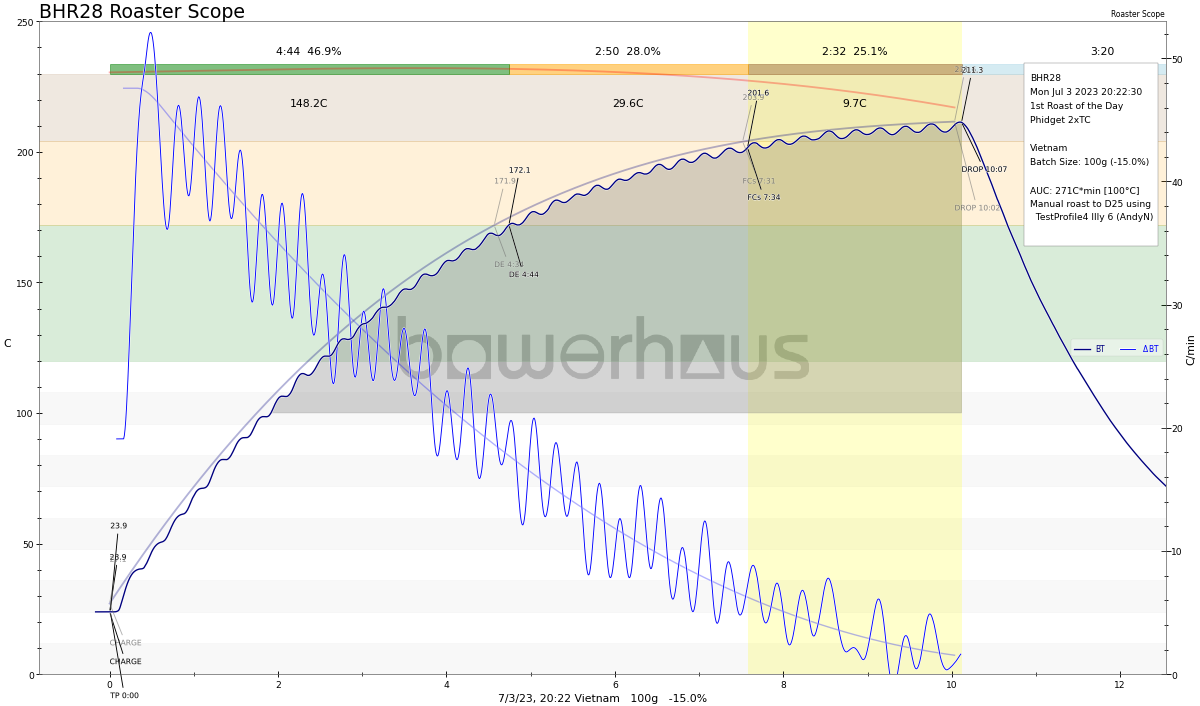 BHR28 Roaster Scope
Roaster Scope
250
200
150
100
50
0
C
4:44 46.9%
2:50 28.0%
2:32 25.1%
3:20
148.2C
29.6C
9.7C
BHR28
Mon Jul 3 2023 20:22:30
1st Roast of the Day
Phidget 2xTC
Vietnam
Batch Size: 100g (-15.0%)
AUC: 271C*min [100°C]
Manual roast to D25 using
TestProfile4 Illy 6 (AndyN)
211.3
201.6
203.9
172.1
171.9
FCs 7:31
FCs 7:34
DROP 10:07
DROP 10:02
DE 4:44
bowerhaus
BT
ΔBT
23.9
23.9
CHARGE
CHARGE
TP 0:00
50
40
30
20
10
0
C/min
0
2
4
6
8
10
12
7/3/23, 20:22 Vietnam 100g -15.0%